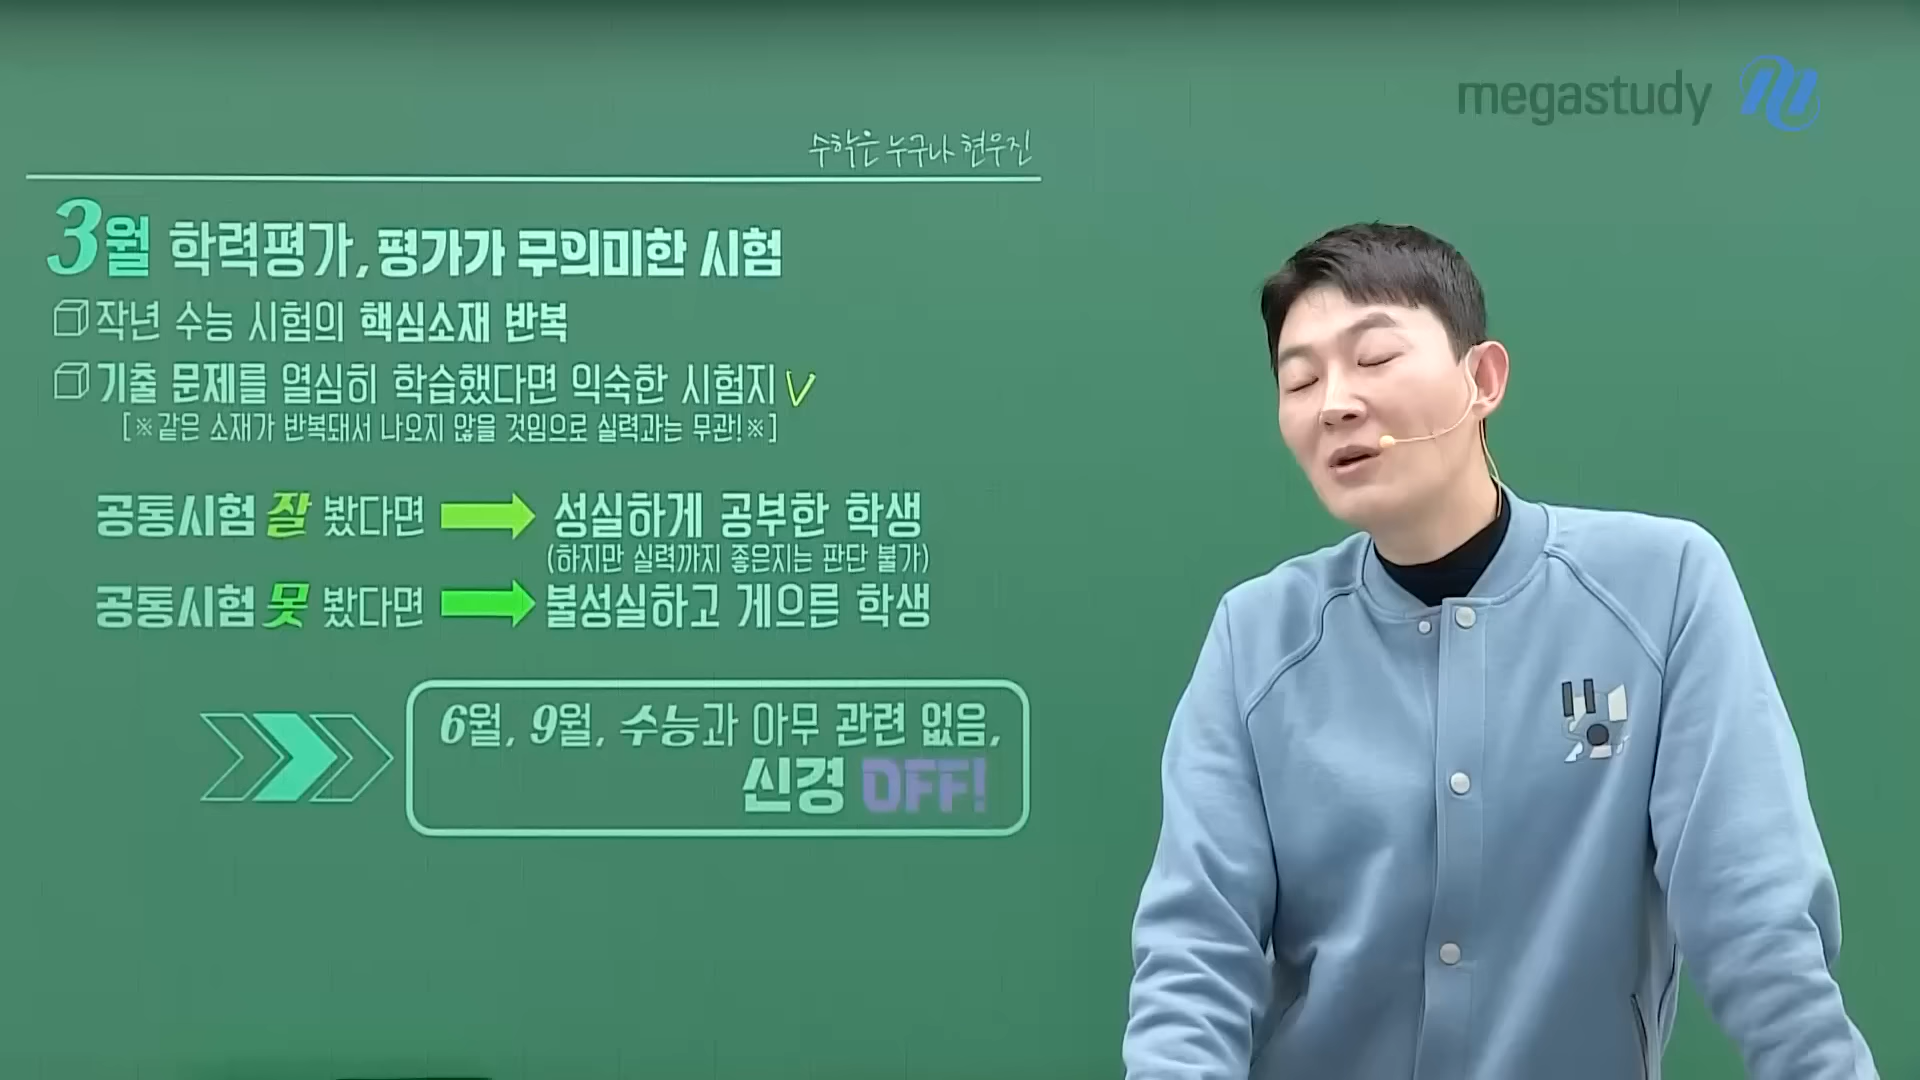 megastudy
수학은 누구나 현우진
3월 학력평가, 평가가 무의미한 시험
작년 수능 시험의 핵심소재 반복
기출 문제를 열심히 학습했다면 익숙한 시험지 V
[※같은 소재가 반복돼서 나오지 않을 것임으로 실력과는 무관!※]
공통시험 잘 봤다면 성실하게 공부한 학생
(하지만 실력까지 좋은지는 판단 불가)
공통시험 못 봤다면 불성실하고 게으른 학생
6월, 9월, 수능과 아무 관련 없음,
신경 OFF!